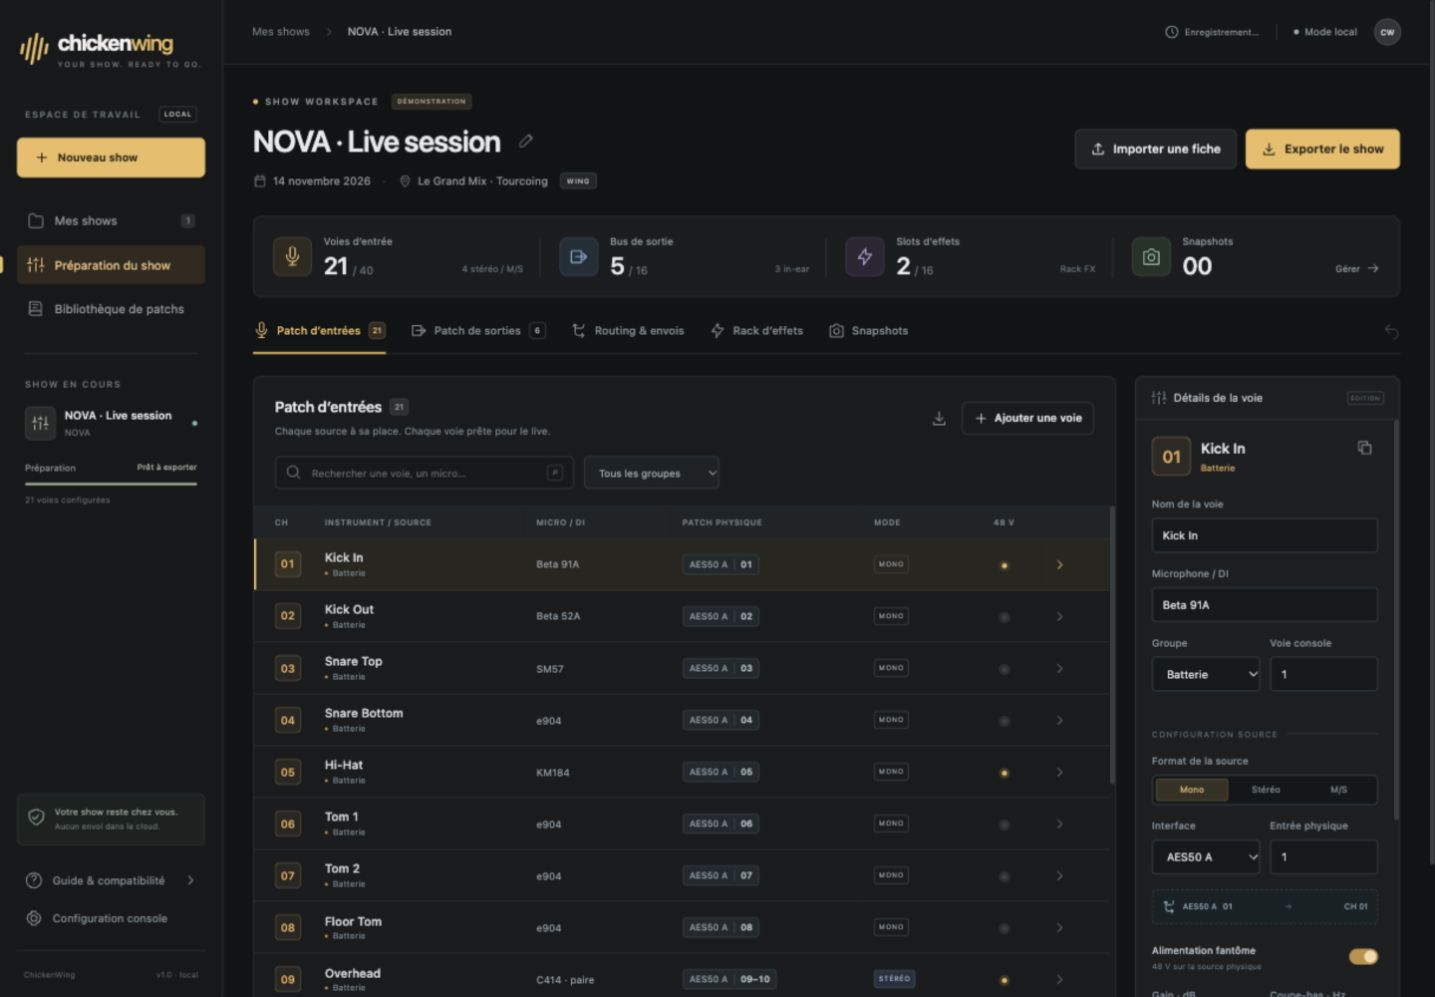 chickenwing
YOUR SHOW. READY TO GO.
ESPACE DE TRAVAIL
LOCAL
Nouveau show
Mes shows
1
Préparation du show
Bibliothèque de patchs
SHOW EN COURS
NOVA · Live session
NOVA
Préparation
Prêt à exporter
21 voies configurées
Votre show reste chez vous.
Aucun envoi dans le cloud.
Guide & compatibilité
Configuration console
ChickenWing
v1.0 · local
Mes shows
NOVA · Live session
Enregistrement...
Mode local
CW
SHOW WORKSPACE
DÉMONSTRATION
NOVA · Live session
14 novembre 2026 · Le Grand Mix · Tourcoing
WING
Importer une fiche
Exporter le show
Voies d'entrée
21 / 40
4 stéréo / M/S
Bus de sortie
5 / 16
3 in-ear
Slots d'effets
2 / 16
Rack FX
Snapshots
00
Gérer →
Patch d'entrées 21
Patch de sorties 6
Routing & envois
Rack d'effets
Snapshots
Patch d'entrées 21
Chaque source à sa place. Chaque voie prête pour le live.
+ Ajouter une voie
Rechercher une voie, un micro...
Tous les groupes
CH INSTRUMENT / SOURCE MICRO / DI PATCH PHYSIQUE MODE 48 V
01 Kick In Beta 91A AES50 A 01 MONO
Batterie
02 Kick Out Beta 52A AES50 A 02 MONO
Batterie
03 Snare Top SM57 AES50 A 03 MONO
Batterie
04 Snare Bottom e904 AES50 A 04 MONO
Batterie
05 Hi-Hat KM184 AES50 A 05 MONO
Batterie
06 Tom 1 e904 AES50 A 06 MONO
Batterie
07 Tom 2 e904 AES50 A 07 MONO
Batterie
08 Floor Tom e904 AES50 A 08 MONO
Batterie
09 Overhead C414 · paire AES50 A 09–10 STÉRÉO
Batterie
Détails de la voie
ÉDITION
01
Kick In
Batterie
Nom de la voie
Kick In
Microphone / DI
Beta 91A
Groupe
Voie console
Batterie
1
CONFIGURATION SOURCE
Format de la source
Mono Stéréo M/S
Interface
Entrée physique
AES50 A
1
AES50 A 01 → CH 01
Alimentation fantôme
48 V sur la source physique
Gain · dB
Coupe-bas · Hz